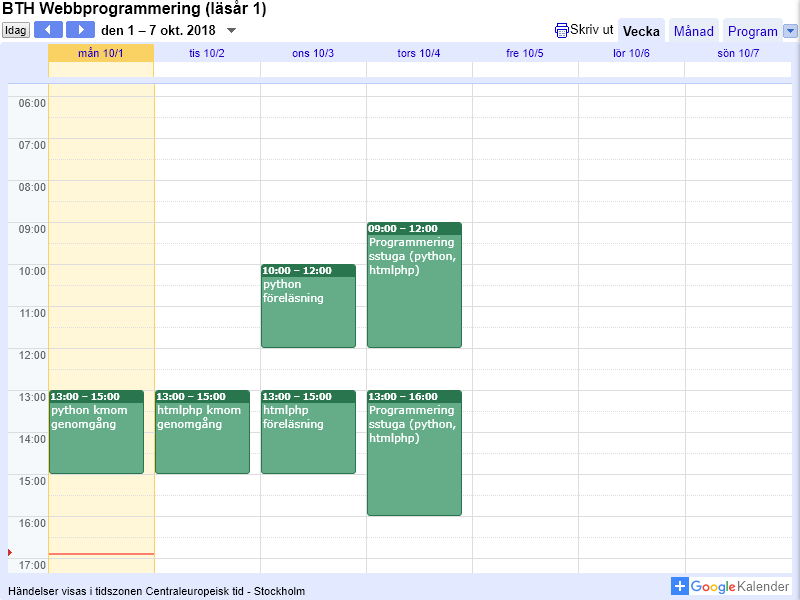 BTH Webbprogrammering (läsår 1)
Idag den 1 – 7 okt. 2018 Skriv ut Vecka Månad Program
mån 10/1 tis 10/2 ons 10/3 tors 10/4 fre 10/5 lör 10/6 sön 10/7
06:00
07:00
08:00
09:00
09:00 – 12:00
Programmering
sstuga (python,
htmlphp)
10:00
10:00 – 12:00
python
föreläsning
11:00
12:00
13:00
13:00 – 15:00
python kmom
genomgång
13:00 – 15:00
htmlphp kmom
genomgång
13:00 – 15:00
htmlphp
föreläsning
13:00 – 16:00
Programmering
sstuga (python,
htmlphp)
14:00
15:00
16:00
17:00
Händelser visas i tidszonen Centraleuropeisk tid - Stockholm
Google Kalender